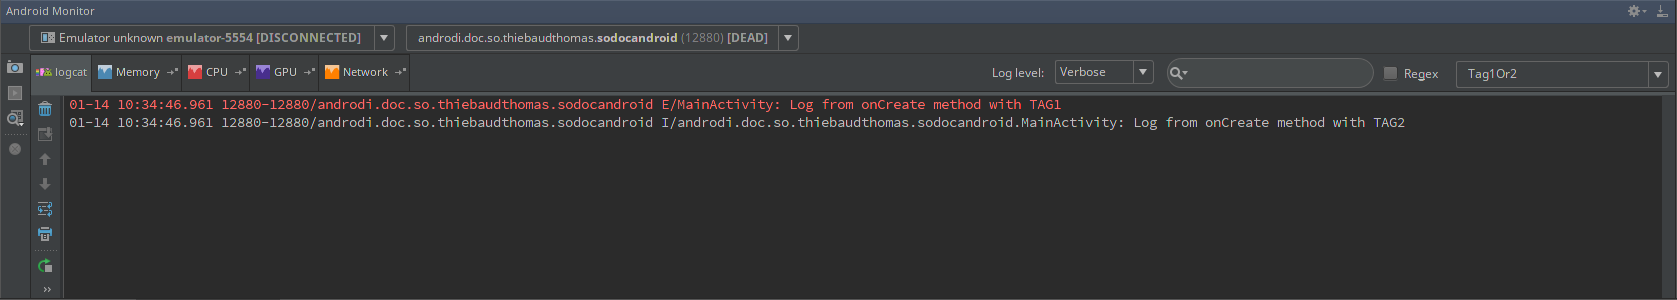 Android Monitor
Emulator unknown emulator-5554 [DISCONNECTED] androdi.doc.so.thiebaudthomas.sodocandroid (12880) [DEAD]
logcat Memory CPU GPU Network Log level: Verbose Regex Tag1Or2
01-14 10:34:46.961 12880-12880/androdi.doc.so.thiebaudthomas.sodocandroid E/MainActivity: Log from onCreate method with TAG1
01-14 10:34:46.961 12880-12880/androdi.doc.so.thiebaudthomas.sodocandroid I/androdi.doc.so.thiebaudthomas.sodocandroid.MainActivity: Log from onCreate method with TAG2